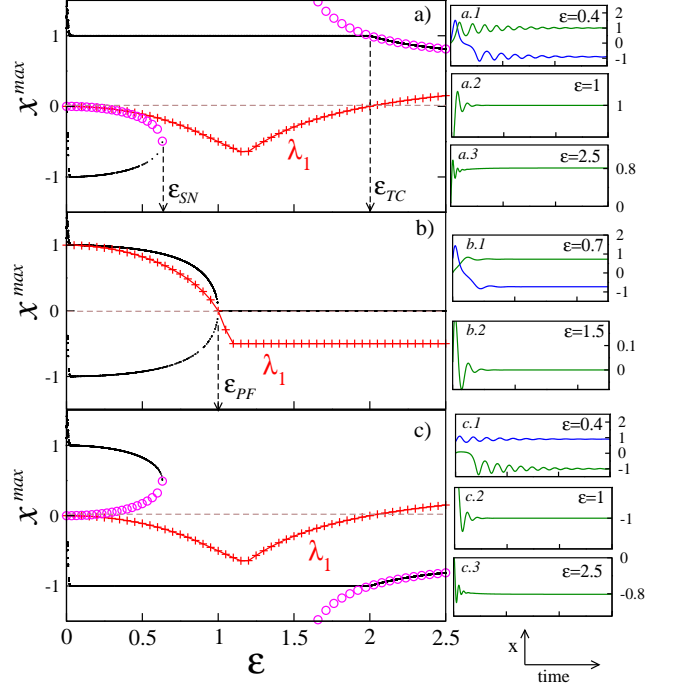 a)
x^max
1
0
-1
λ₁
ε_SN
ε_TC
a.1
ε=0.4
2
1
0
-1
a.2
ε=1
1
a.3
ε=2.5
0.8
0
b)
x^max
1
0
-1
λ₁
ε_PF
b.1
ε=0.7
2
1
0
-1
b.2
ε=1.5
0.1
0
c)
x^max
1
0
-1
λ₁
0
0.5
1
1.5
2
2.5
ε
c.1
ε=0.4
2
1
0
-1
c.2
ε=1
-1
c.3
ε=2.5
0
-0.8
x
time